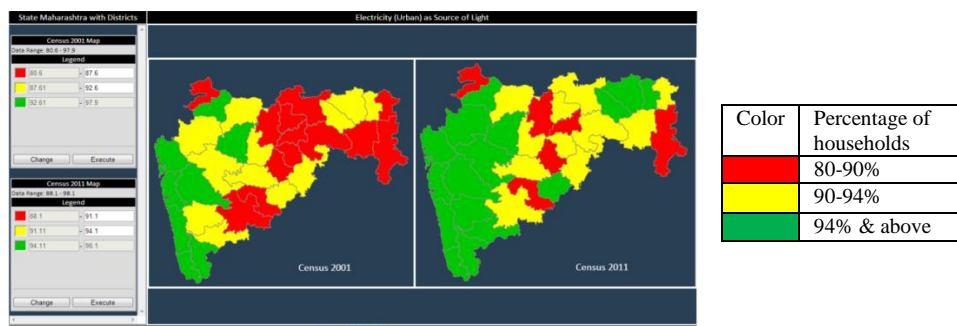 State Maharashtra with Districts
Electricity (Urban) as Source of Light
Census 2001 Map
Data Range: 80.6 - 97.9
Legend
80.6 - 87.6
87.61 - 92.6
92.61 - 97.9
Change Execute
Census 2011 Map
Data Range: 88.1 - 98.1
Legend
88.1 - 91.1
91.11 - 94.1
94.11 - 98.1
Change Execute
Census 2001
Census 2011
Color Percentage of
households
80-90%
90-94%
94% & above